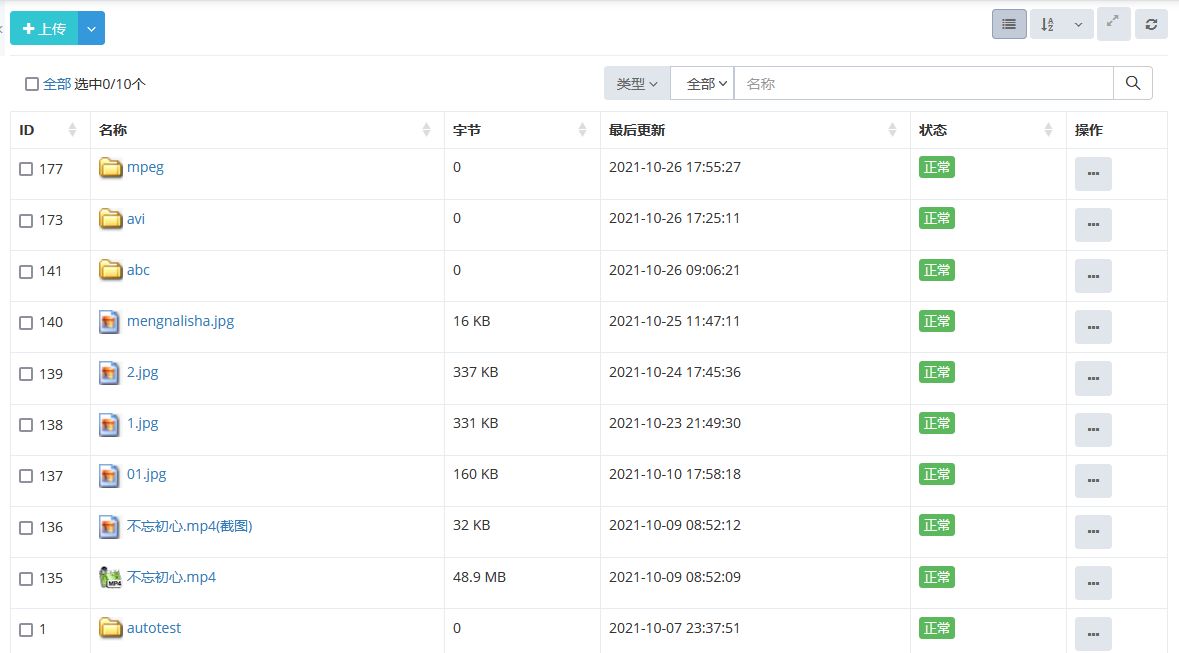 上传
全部 选中0/10个 类型 全部 名称
ID 名称 字节 最后更新 状态 操作
177 mpeg 0 2021-10-26 17:55:27 正常
173 avi 0 2021-10-26 17:25:11 正常
141 abc 0 2021-10-26 09:06:21 正常
140 mengnalisha.jpg 16 KB 2021-10-25 11:47:11 正常
139 2.jpg 337 KB 2021-10-24 17:45:36 正常
138 1.jpg 331 KB 2021-10-23 21:49:30 正常
137 01.jpg 160 KB 2021-10-10 17:58:18 正常
136 不忘初心.mp4(截图) 32 KB 2021-10-09 08:52:12 正常
135 MP4 不忘初心.mp4 48.9 MB 2021-10-09 08:52:09 正常
1 autotest 0 2021-10-07 23:37:51 正常